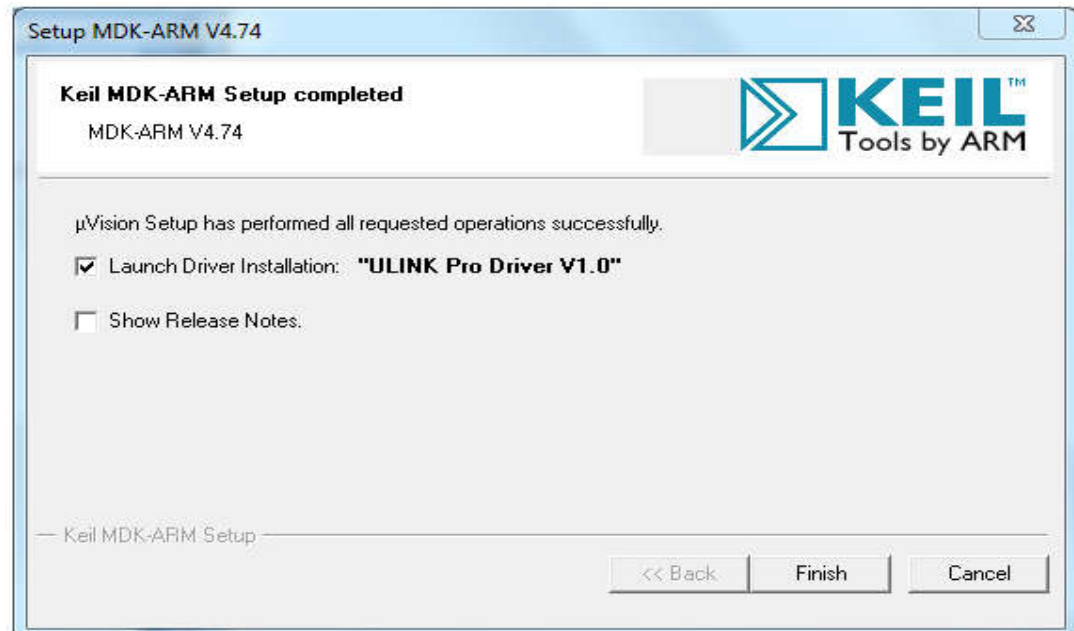 Setup MDK-ARM V4.74
Keil MDK-ARM Setup completed
MDK-ARM V4.74
KEIL™
Tools by ARM
µVision Setup has performed all requested operations successfully.
Launch Driver Installation: "ULINK Pro Driver V1.0"
Show Release Notes.
Keil MDK-ARM Setup
<< Back Finish Cancel